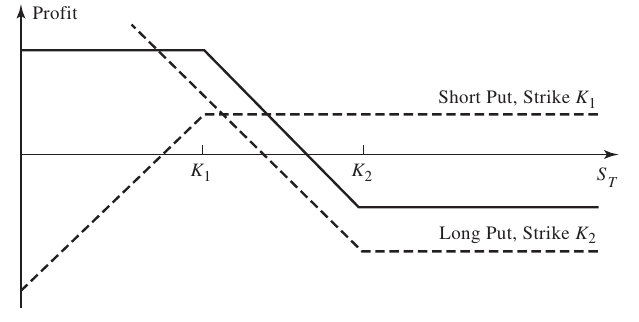 Profit
Short Put, Strike K1
K1
K2
ST
Long Put, Strike K2